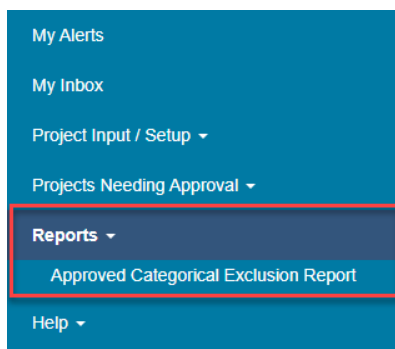 My Alerts
My Inbox
Project Input / Setup
Projects Needing Approval
Reports
Approved Categorical Exclusion Report
Help